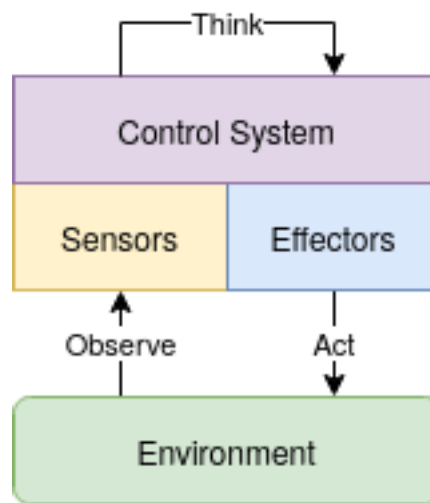 Think
Control System
Sensors
Effectors
Observe
Act
Environment